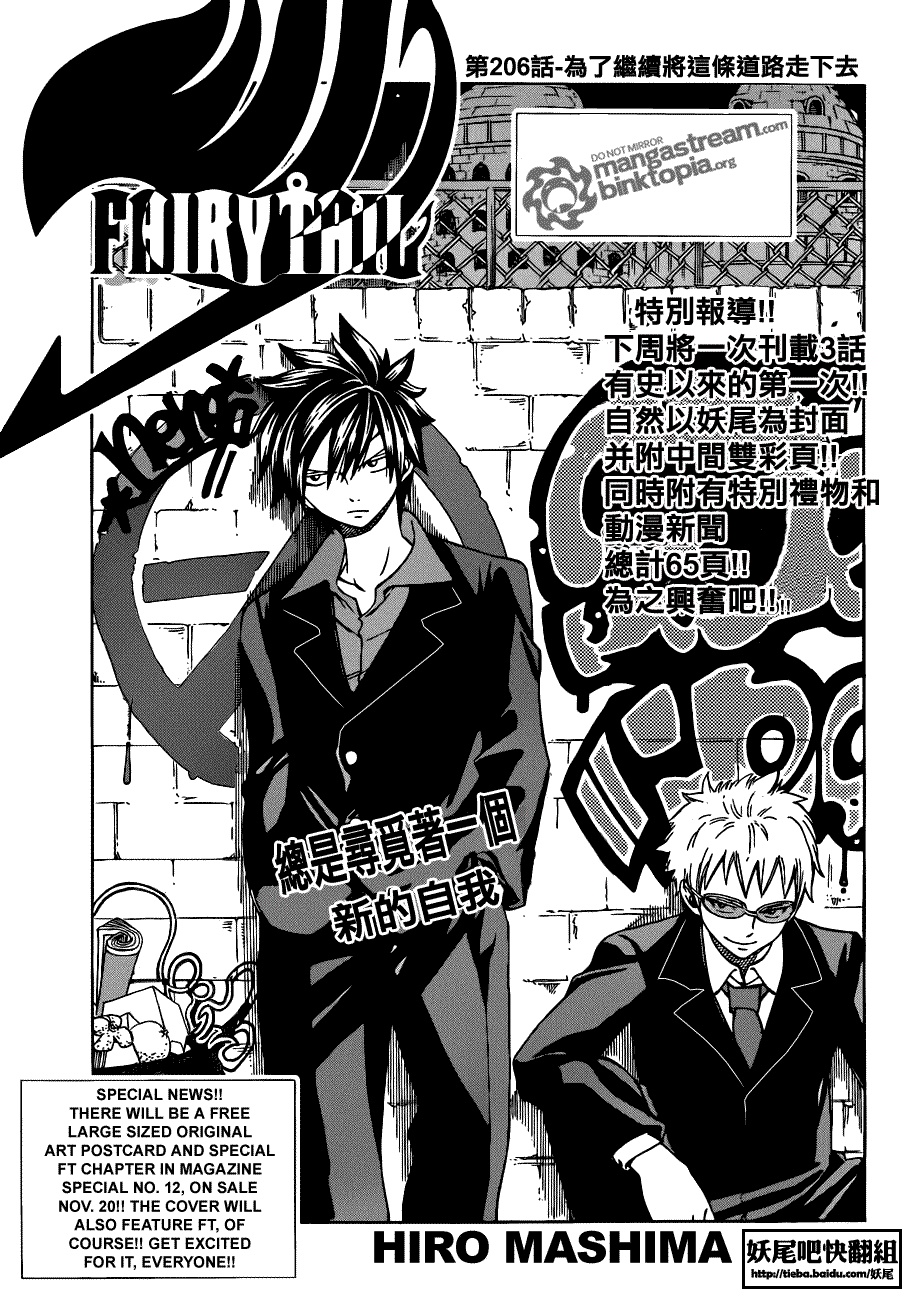 第206話-為了繼續將這條道路走下去
DO NOT MIRROR
mangastream.com
binktopia.org
FAIRY TAIL
特別報導!!
下周將一次刊載3話
有史以來的第一次!!
自然以妖尾為封面
并附中間雙彩頁!!
同時附有特別禮物和
動漫新聞
總計65頁!!
為之興奮吧!!
總是尋覓著一個
新的自我
SPECIAL NEWS!!
THERE WILL BE A FREE
LARGE SIZED ORIGINAL
ART POSTCARD AND SPECIAL
FT CHAPTER IN MAGAZINE
SPECIAL NO. 12, ON SALE
NOV. 20!! THE COVER WILL
ALSO FEATURE FT, OF
COURSE!! GET EXCITED
FOR IT, EVERYONE!!
HIRO MASHIMA
妖尾吧快翻組
http://tieba.baidu.com/妖尾